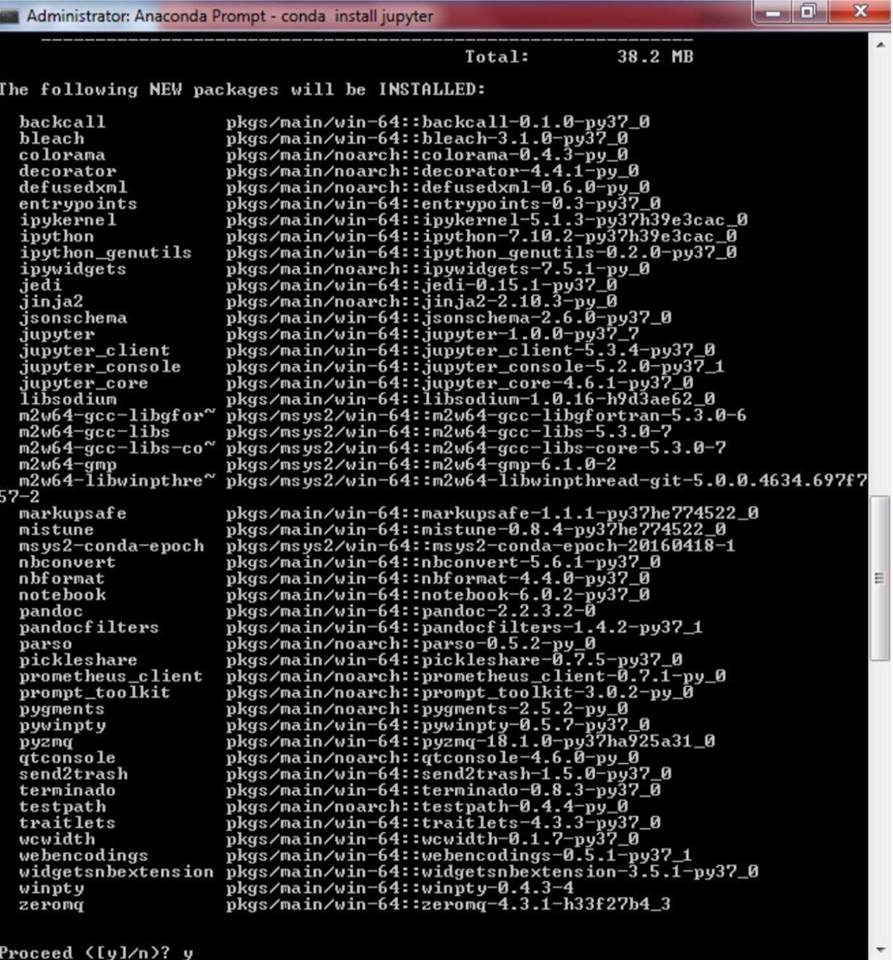 Administrator: Anaconda Prompt - conda  install jupyter
------------------------------------------------------------
Total:        38.2 MB
The following NEW packages will be INSTALLED:
backcall           pkgs/main/win-64::backcall-0.1.0-py37_0
bleach             pkgs/main/win-64::bleach-3.1.0-py37_0
colorama           pkgs/main/noarch::colorama-0.4.3-py_0
decorator          pkgs/main/noarch::decorator-4.4.1-py_0
defusedxml         pkgs/main/noarch::defusedxml-0.6.0-py_0
entrypoints        pkgs/main/win-64::entrypoints-0.3-py37_0
ipykernel          pkgs/main/win-64::ipykernel-5.1.3-py37h39e3cac_0
ipython            pkgs/main/win-64::ipython-7.10.2-py37h39e3cac_0
ipython_genutils   pkgs/main/win-64::ipython_genutils-0.2.0-py37_0
ipywidgets         pkgs/main/noarch::ipywidgets-7.5.1-py_0
jedi               pkgs/main/win-64::jedi-0.15.1-py37_0
jinja2             pkgs/main/noarch::jinja2-2.10.3-py_0
jsonschema         pkgs/main/win-64::jsonschema-2.6.0-py37_0
jupyter            pkgs/main/win-64::jupyter-1.0.0-py37_7
jupyter_client     pkgs/main/win-64::jupyter_client-5.3.4-py37_0
jupyter_console    pkgs/main/win-64::jupyter_console-5.2.0-py37_1
jupyter_core       pkgs/main/win-64::jupyter_core-4.6.1-py37_0
libsodium          pkgs/main/win-64::libsodium-1.0.16-h9d3ae62_0
m2w64-gcc-libgfor~ pkgs/msys2/win-64::m2w64-gcc-libgfortran-5.3.0-6
m2w64-gcc-libs     pkgs/msys2/win-64::m2w64-gcc-libs-5.3.0-7
m2w64-gcc-libs-co~ pkgs/msys2/win-64::m2w64-gcc-libs-core-5.3.0-7
m2w64-gmp          pkgs/msys2/win-64::m2w64-gmp-6.1.0-2
m2w64-libwinpthre~ pkgs/msys2/win-64::m2w64-libwinpthread-git-5.0.0.4634.697f7
57-2
markupsafe         pkgs/main/win-64::markupsafe-1.1.1-py37he774522_0
mistune            pkgs/main/win-64::mistune-0.8.4-py37he774522_0
msys2-conda-epoch  pkgs/msys2/win-64::msys2-conda-epoch-20160418-1
nbconvert          pkgs/main/win-64::nbconvert-5.6.1-py37_0
nbformat           pkgs/main/win-64::nbformat-4.4.0-py37_0
notebook           pkgs/main/win-64::notebook-6.0.2-py37_0
pandoc             pkgs/main/win-64::pandoc-2.2.3.2-0
pandocfilters      pkgs/main/win-64::pandocfilters-1.4.2-py37_1
parso              pkgs/main/noarch::parso-0.5.2-py_0
pickleshare        pkgs/main/win-64::pickleshare-0.7.5-py37_0
prometheus_client  pkgs/main/noarch::prometheus_client-0.7.1-py_0
prompt_toolkit     pkgs/main/noarch::prompt_toolkit-3.0.2-py_0
pygments           pkgs/main/noarch::pygments-2.5.2-py_0
pywinpty           pkgs/main/win-64::pywinpty-0.5.7-py37_0
pyzmq              pkgs/main/win-64::pyzmq-18.1.0-py37ha925a31_0
qtconsole          pkgs/main/noarch::qtconsole-4.6.0-py_0
send2trash         pkgs/main/win-64::send2trash-1.5.0-py37_0
terminado          pkgs/main/win-64::terminado-0.8.3-py37_0
testpath           pkgs/main/noarch::testpath-0.4.4-py_0
traitlets          pkgs/main/win-64::traitlets-4.3.3-py37_0
wcwidth            pkgs/main/win-64::wcwidth-0.1.7-py37_0
webencodings       pkgs/main/win-64::webencodings-0.5.1-py37_1
widgetsnbextension pkgs/main/win-64::widgetsnbextension-3.5.1-py37_0
winpty             pkgs/main/win-64::winpty-0.4.3-4
zeromq             pkgs/main/win-64::zeromq-4.3.1-h33f27b4_3
Proceed ([y]/n)? y